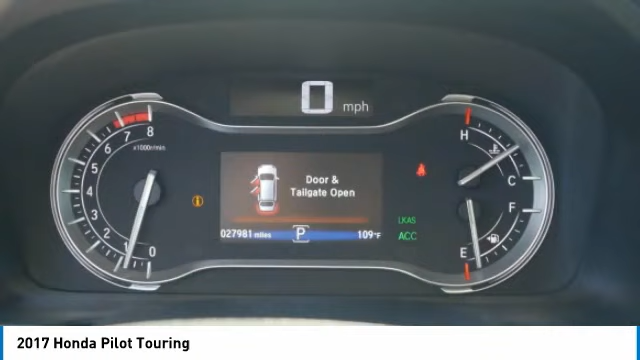 0 mph
8
7
6
5
4
3
2
1
0
x1000r/min
Door &
Tailgate Open
027981 miles P 109°F
LKAS
ACC
H
C
F
E
2017 Honda Pilot Touring